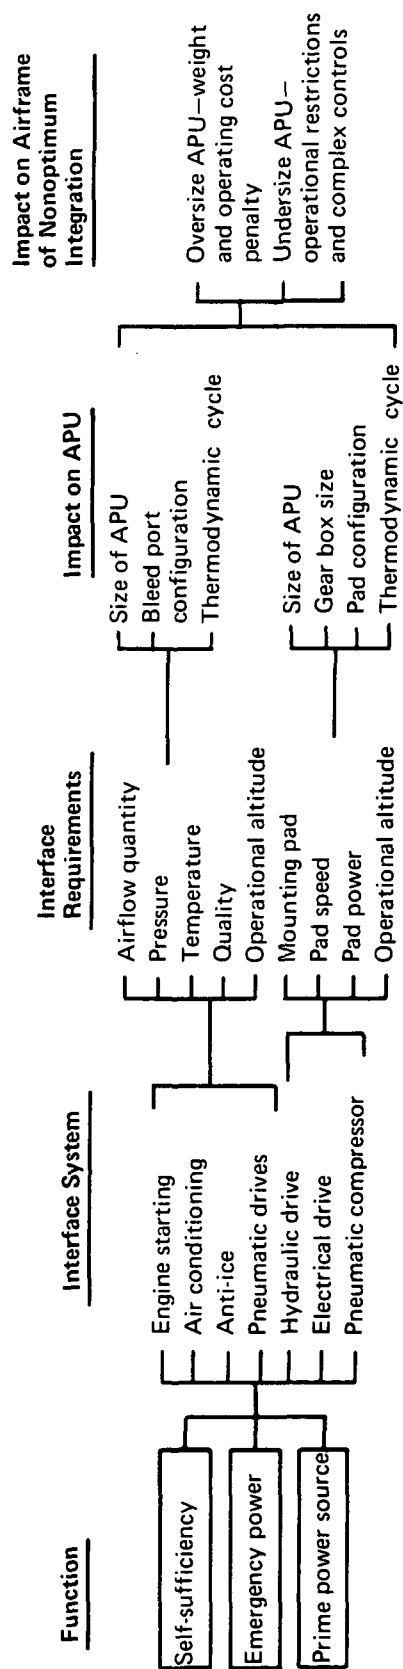 Function
Self-sufficiency
Emergency power
Prime power source
Interface System
Engine starting
Air conditioning
Anti-ice
Pneumatic drives
Hydraulic drive
Electrical drive
Pneumatic compressor
Interface
Requirements
Airflow quantity
Pressure
Temperature
Quality
Operational altitude
Mounting pad
Pad speed
Pad power
Operational altitude
Impact on APU
Size of APU
Bleed port
configuration
Thermodynamic cycle
Size of APU
Gear box size
Pad configuration
Thermodynamic cycle
Impact on Airframe
of Nonoptimum
Integration
Oversize APU—weight
and operating cost
penalty
Undersize APU—
operational restrictions
and complex controls